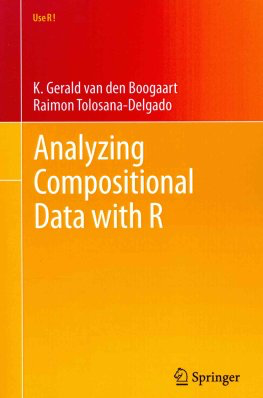 Use R!
K. Gerald van den Boogaart
Raimon Tolosana-Delgado
Analyzing
Compositional
Data with R
Springer